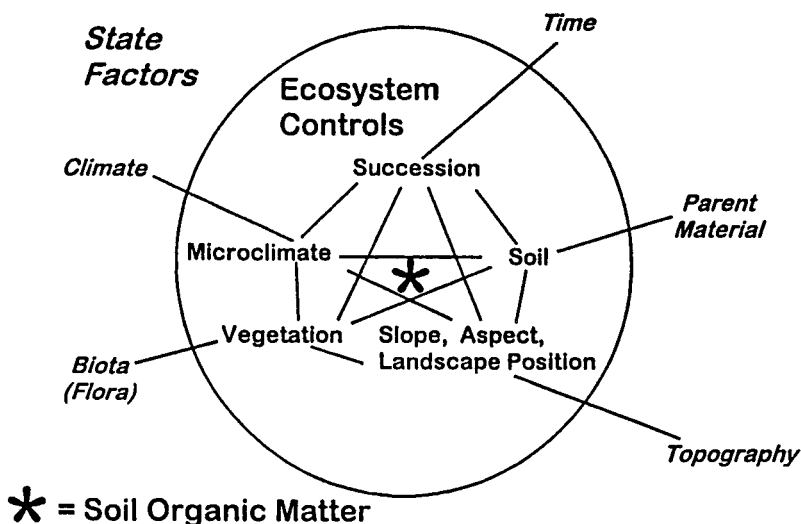 State
Factors
Time
Ecosystem
Controls
Climate
Succession
Parent
Material
Microclimate
Soil
Vegetation
Slope, Aspect,
Landscape Position
Biota
(Flora)
Topography
* = Soil Organic Matter